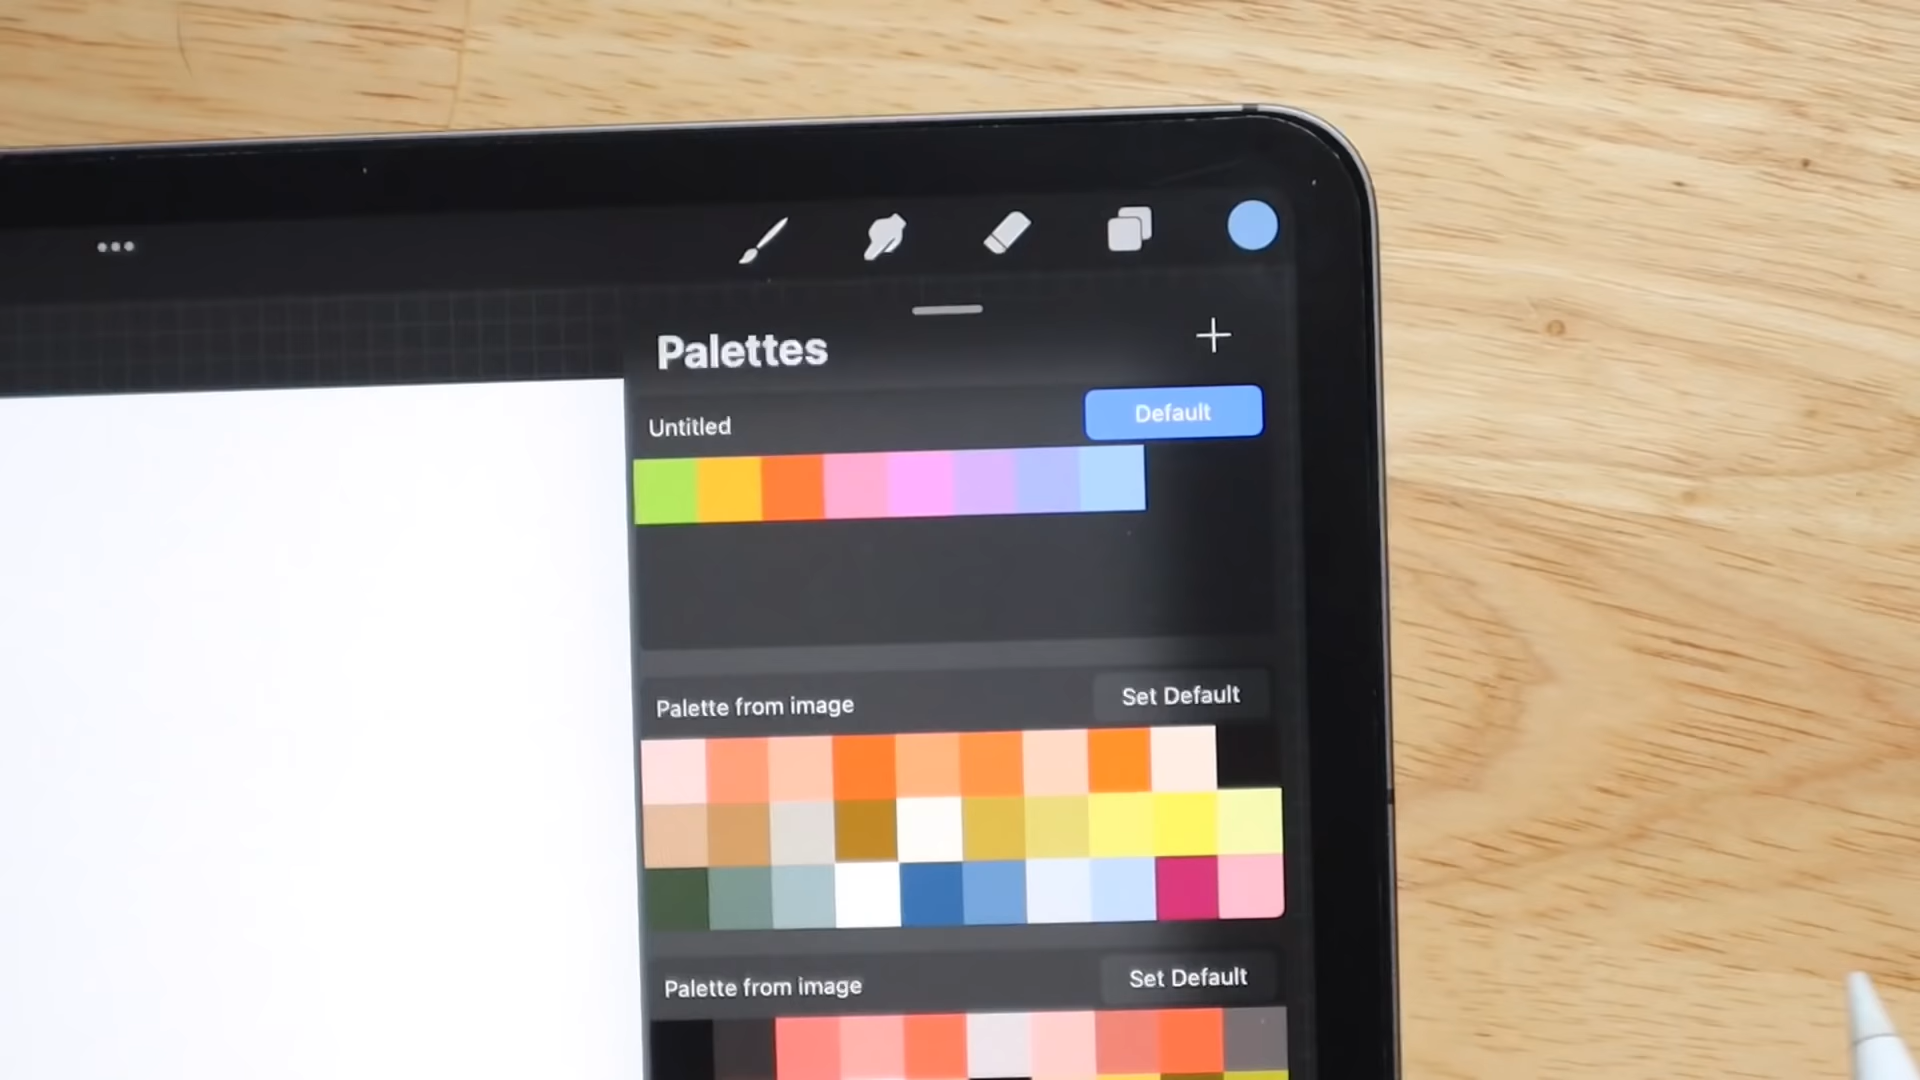 Palettes
Untitled
Default
Palette from image
Set Default
Palette from image
Set Default